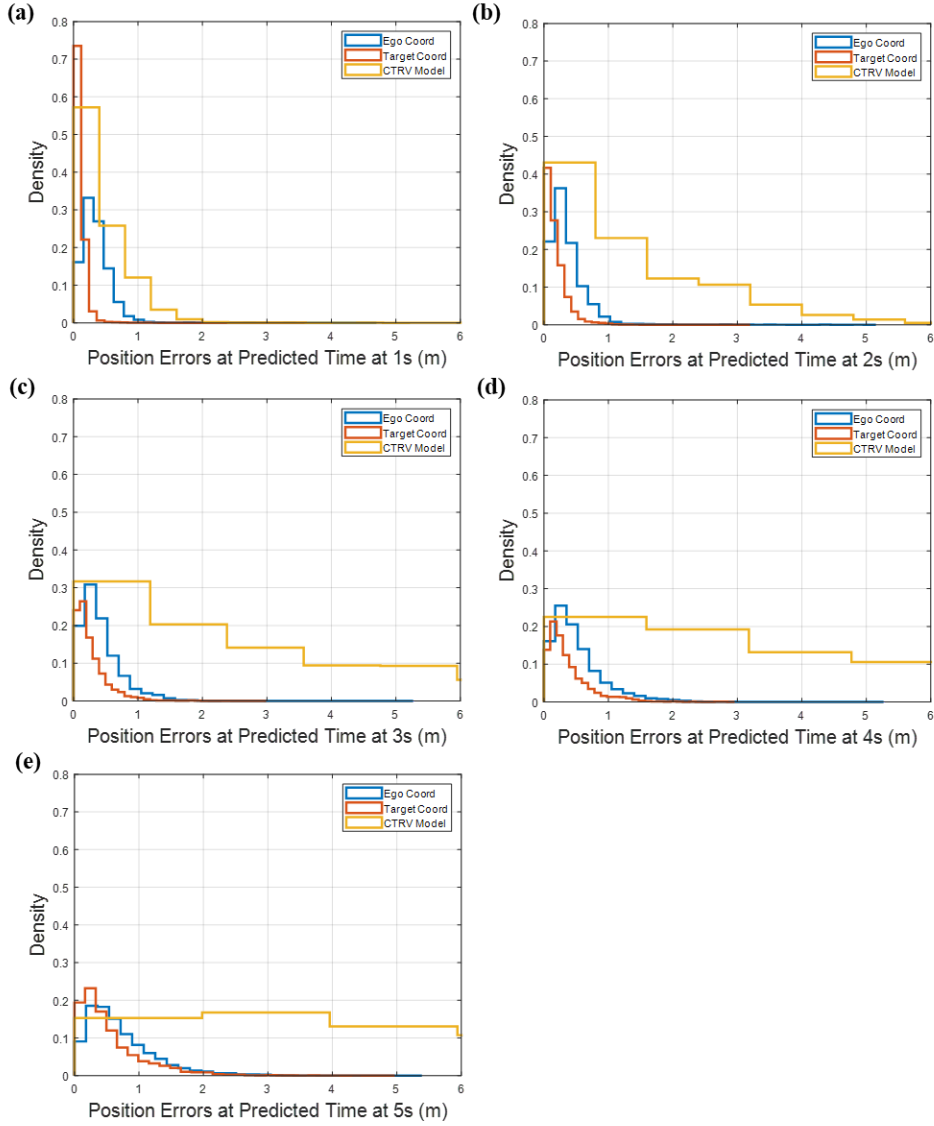 (a)
0.8
0.7
0.6
0.5
0.4
0.3
0.2
0.1
0
Density
Ego Coord
Target Coord
CTRV Model
0 1 2 3 4 5 6
Position Errors at Predicted Time at 1s (m)
(b)
0.8
0.7
0.6
0.5
0.4
0.3
0.2
0.1
0
Density
Ego Coord
Target Coord
CTRV Model
0 1 2 3 4 5 6
Position Errors at Predicted Time at 2s (m)
(c)
0.8
0.7
0.6
0.5
0.4
0.3
0.2
0.1
0
Density
Ego Coord
Target Coord
CTRV Model
0 1 2 3 4 5 6
Position Errors at Predicted Time at 3s (m)
(d)
0.8
0.7
0.6
0.5
0.4
0.3
0.2
0.1
0
Density
Ego Coord
Target Coord
CTRV Model
0 1 2 3 4 5 6
Position Errors at Predicted Time at 4s (m)
(e)
0.8
0.7
0.6
0.5
0.4
0.3
0.2
0.1
0
Density
Ego Coord
Target Coord
CTRV Model
0 1 2 3 4 5 6
Position Errors at Predicted Time at 5s (m)